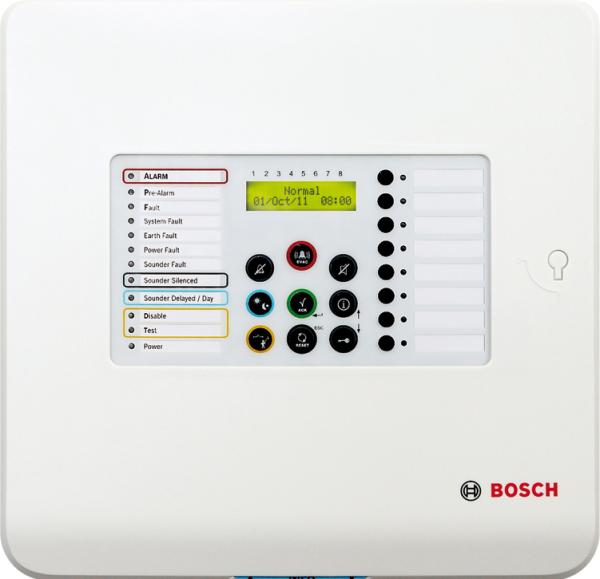 ALARM
Pre-Alarm
Fault
System Fault
Earth Fault
Power Fault
Sounder Fault
Sounder Silenced
Sounder Delayed / Day
Disable
Test
Power
1 2 3 4 5 6 7 8
Normal
01/Oct/11 08:00
EVAC
ACK
ESC
RESET
BOSCH
INFO